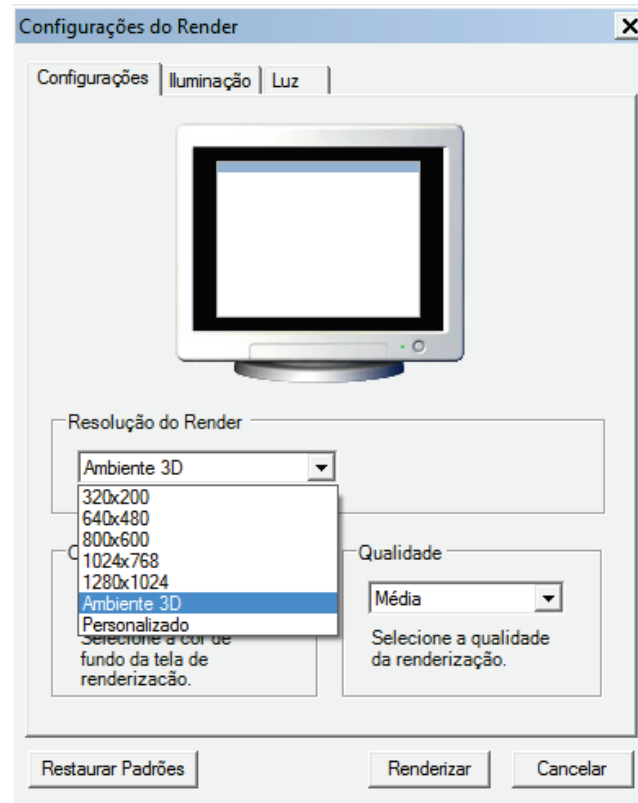 Configurações do Render
Configurações
Iluminação
Luz
Resolução do Render
Ambiente 3D
320x200
640x480
800x600
1024x768
1280x1024
Ambiente 3D
Personalizado
Selecione a cor de
fundo da tela de
renderizacão.
Qualidade
Média
Selecione a qualidade
da renderização.
Restaurar Padrões
Renderizar
Cancelar